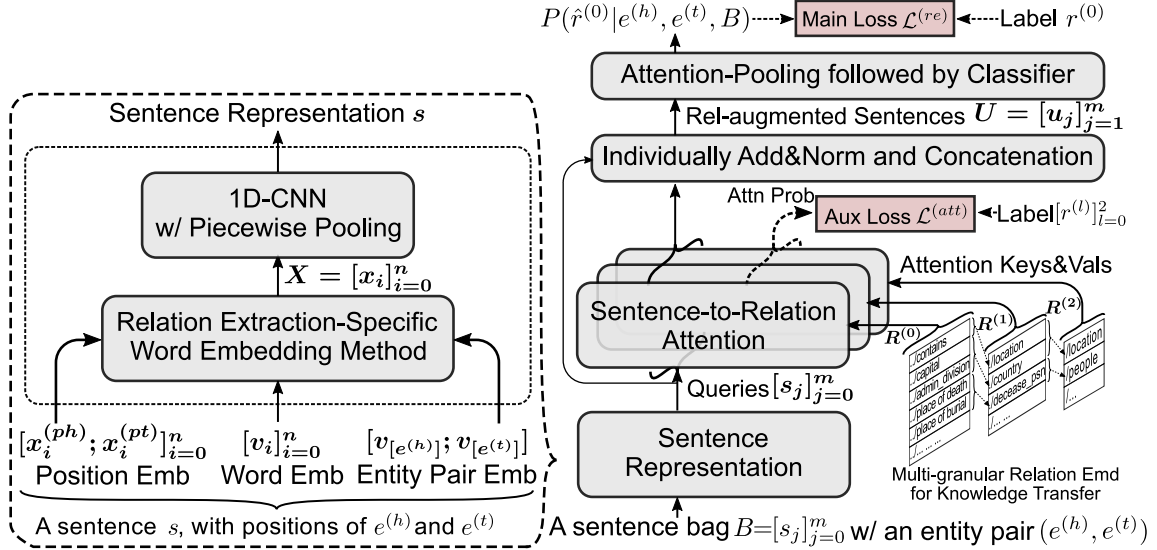 Sentence Representation s
1D-CNN
w/ Piecewise Pooling
X = [x_i]_{i=0}^n
Relation Extraction-Specific
Word Embedding Method
[x_i^{(ph)}; x_i^{(pt)}]_{i=0}^n
[v_i]_{i=0}^n
[v_{[e^{(h)}]}; v_{[e^{(t)}]}]
Position Emb
Word Emb
Entity Pair Emb
A sentence s, with positions of e^{(h)} and e^{(t)}
P(r̂^{(0)}|e^{(h)}, e^{(t)}, B)
Main Loss ℒ^{(re)}
Label r^{(0)}
Attention-Pooling followed by Classifier
Rel-augmented Sentences U = [u_j]_{j=1}^m
Individually Add&Norm and Concatenation
Attn Prob
Aux Loss ℒ^{(att)}
Label[r^{(l)}]_{l=0}^2
Attention Keys&Vals
Sentence-to-Relation
Attention
R^{(0)}
R^{(1)}
R^{(2)}
../contains
../capital
../admin_division
../place of death
../place of burial
../... ...
/location
/country
/decease_psn
/... ...
/location
/people
/...
Queries[s_j]_{j=0}^m
Sentence
Representation
Multi-granular Relation Emd
for Knowledge Transfer
A sentence bag B=[s_j]_{j=0}^m w/ an entity pair (e^{(h)}, e^{(t)})